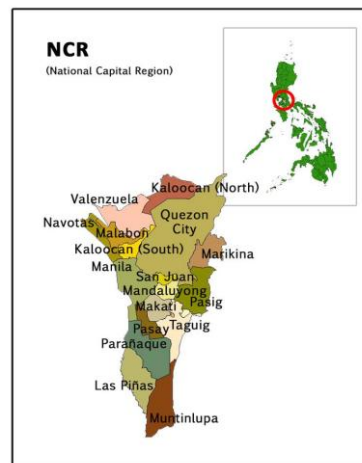 NCR
(National Capital Region)
Kaloocan (North)
Valenzuela
Quezon
City
Navotas
Malabon
Kaloocan (South)
Marikina
Manila
San Juan
Mandaluyong
Pasig
Makati
Taguig
Pasay
Parañaque
Las Piñas
Muntinlupa